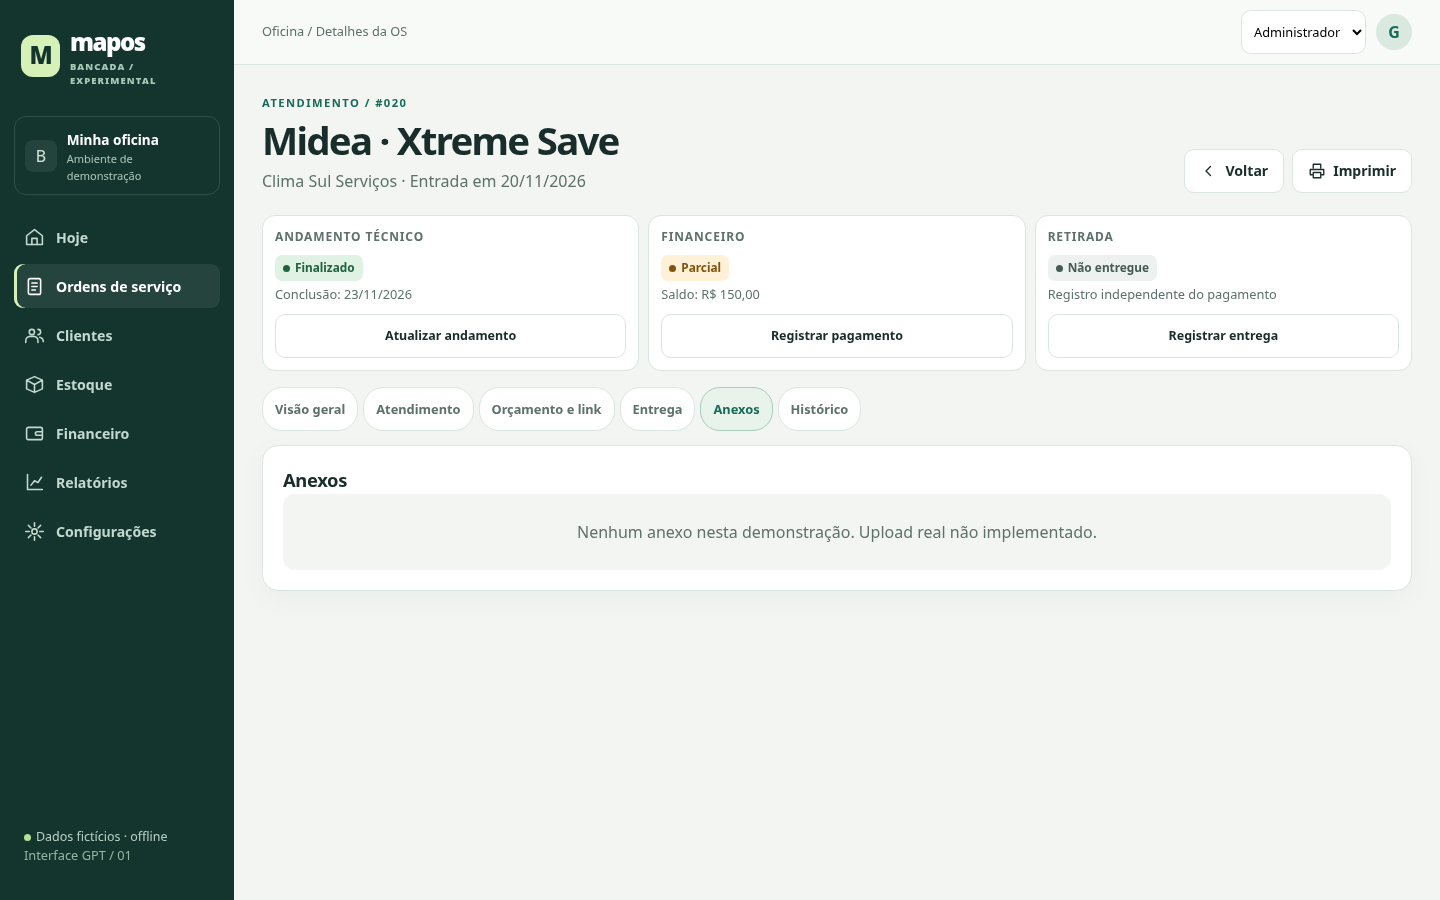 M
mapos
BANCADA /
EXPERIMENTAL
B
Minha oficina
Ambiente de
demonstração
Hoje
Ordens de serviço
Clientes
Estoque
Financeiro
Relatórios
Configurações
Dados fictícios · offline
Interface GPT / 01
Oficina / Detalhes da OS
Administrador
G
ATENDIMENTO / #020
Midea · Xtreme Save
Clima Sul Serviços · Entrada em 20/11/2026
Voltar
Imprimir
ANDAMENTO TÉCNICO
Finalizado
Conclusão: 23/11/2026
Atualizar andamento
FINANCEIRO
Parcial
Saldo: R$ 150,00
Registrar pagamento
RETIRADA
Não entregue
Registro independente do pagamento
Registrar entrega
Visão geral
Atendimento
Orçamento e link
Entrega
Anexos
Histórico
Anexos
Nenhum anexo nesta demonstração. Upload real não implementado.